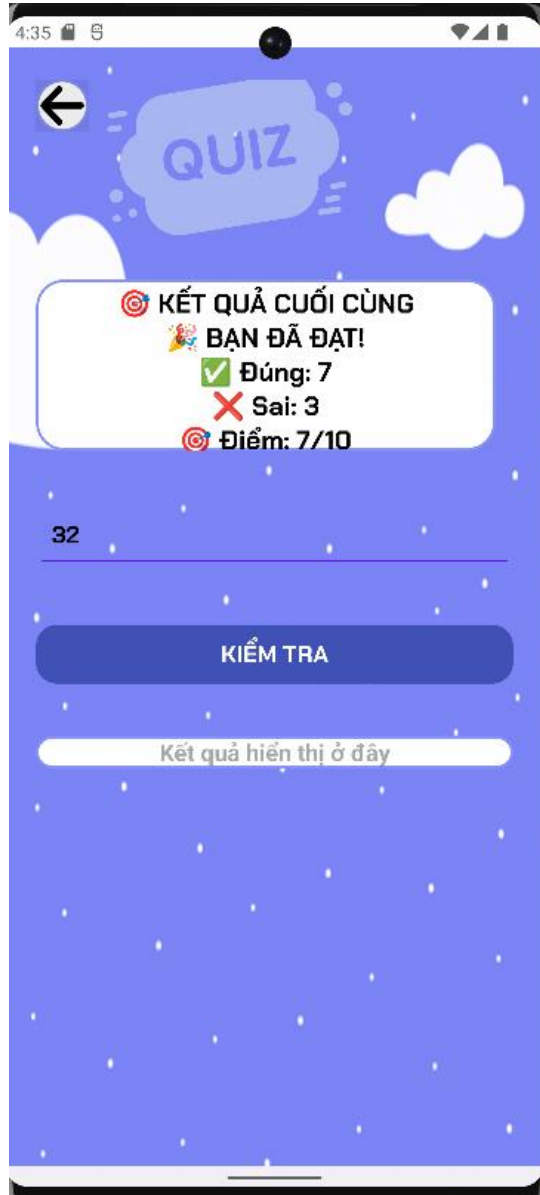 4:35
QUIZ
🎯 KẾT QUẢ CUỐI CÙNG
🎉 BẠN ĐÃ ĐẠT!
✅ Đúng: 7
❌ Sai: 3
🎯 Điểm: 7/10
32
KIỂM TRA
Kết quả hiển thị ở đây